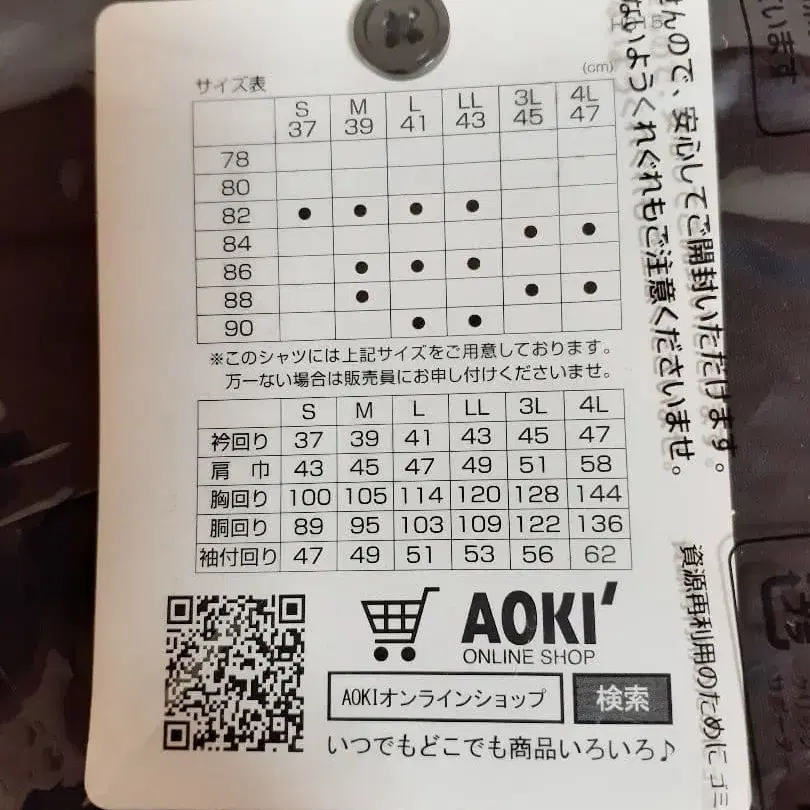 サイズ表
(cm)
S M L LL 3L 4L
37 39 41 43 45 47
78
80
82 ● ● ● ●
84 ● ●
86 ● ● ●
88 ● ● ●
90 ● ●
※このシャツには上記サイズをご用意しております。
万一ない場合は販売員にお申し付けくださいませ。
S M L LL 3L 4L
衿回り 37 39 41 43 45 47
肩 巾 43 45 47 49 51 58
胸回り 100 105 114 120 128 144
胴回り 89 95 103 109 122 136
袖付回り 47 49 51 53 56 62
AOKI'
ONLINE SHOP
AOKIオンラインショップ 検索
いつでもどこでも商品いろいろ♪
せんので、安心してご開封いただけます。
ないようくれぐれもご注意くださいませ。
資源再利用のために ゴミ
います